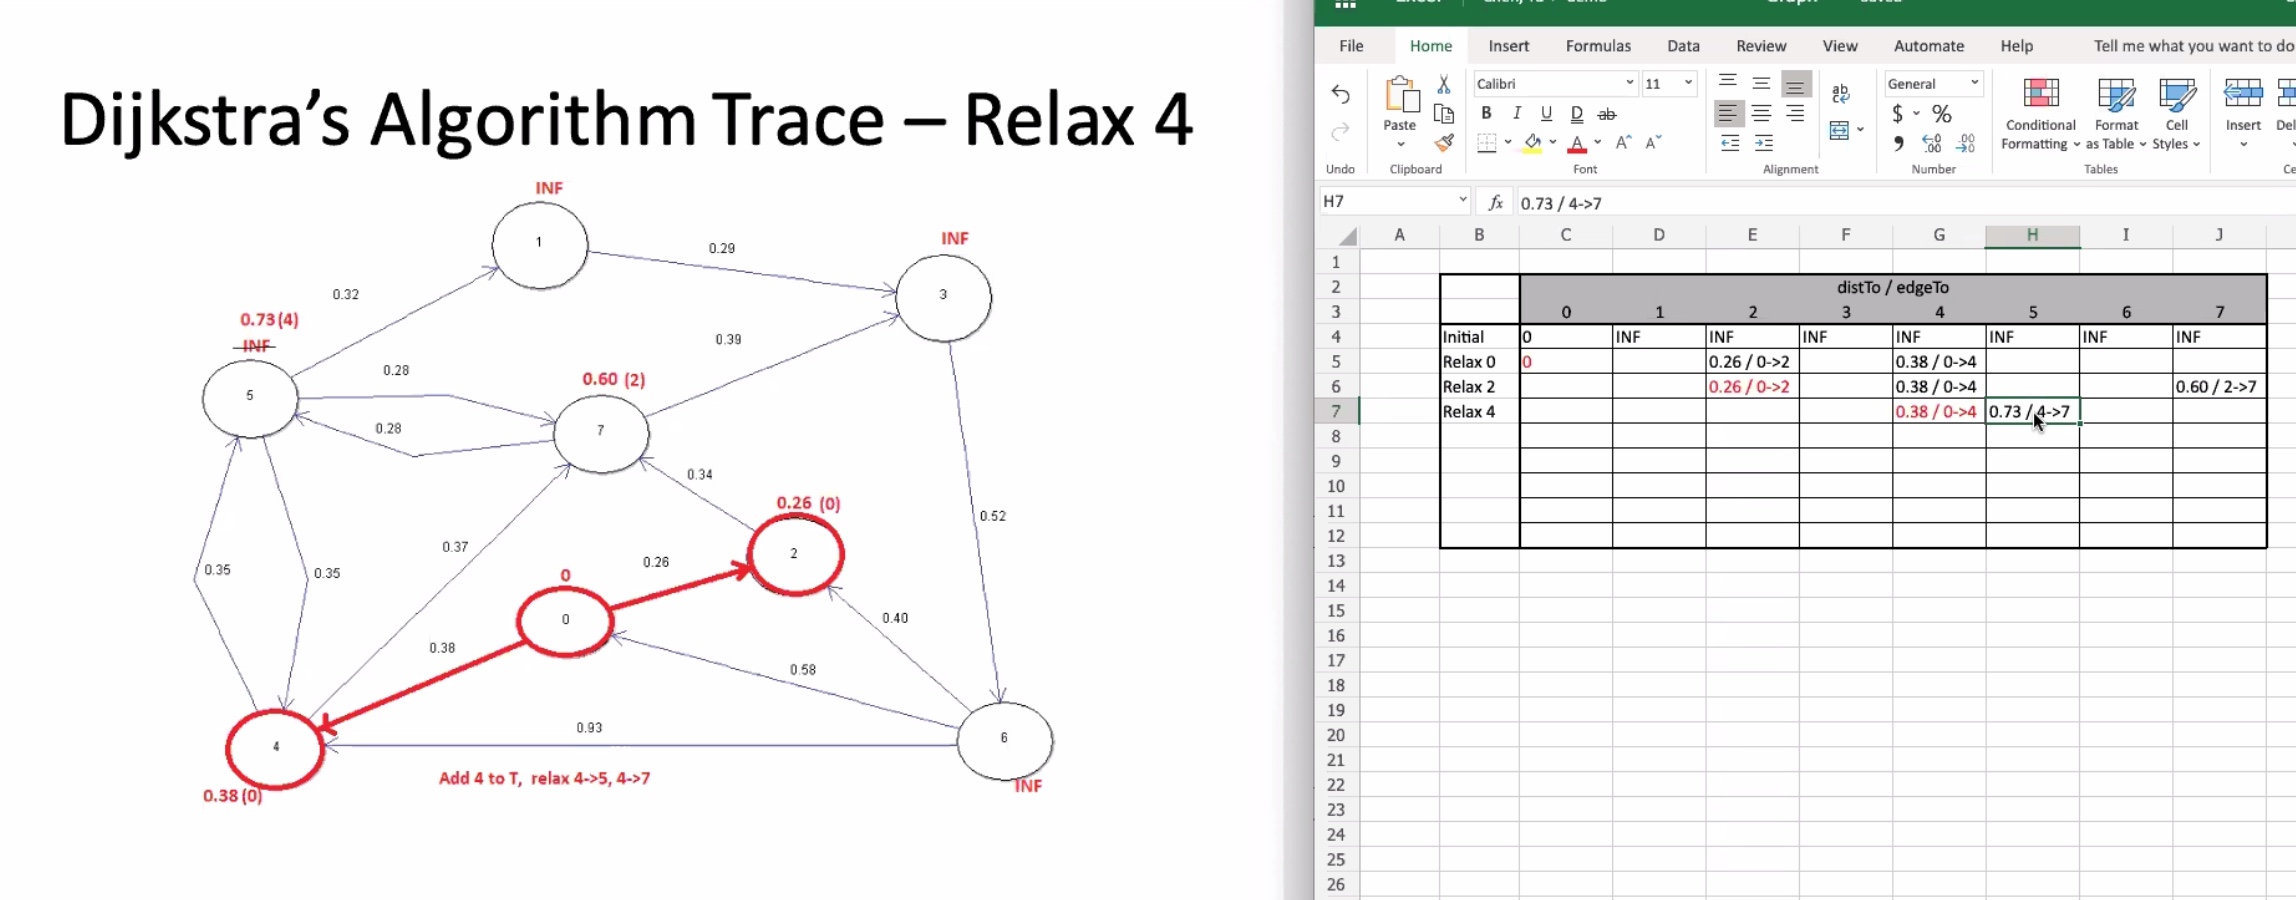 Dijkstra's Algorithm Trace – Relax 4
INF
1
0.29
INF
3
0.32
0.73(4)
INF
5
0.28
0.39
0.60 (2)
7
0.28
0.34
0.26 (0)
2
0.52
0.37
0.26
0.35
0.35
0
0
0.40
0.38
0.58
4
0.93
6
0.38(0)
Add 4 to T, relax 4->5, 4->7
INF
File Home Insert Formulas Data Review View Automate Help Tell me what you want to do
Calibri 11 General
B I U D ab
$ %
Paste
Conditional Formatting
Format as Table
Cell Styles
Insert
Undo Clipboard Font Alignment Number Tables
H7 fx 0.73 / 4->7
A B C D E F G H I J
1
2 distTo / edgeTo
3 0 1 2 3 4 5 6 7
4 Initial 0 INF INF INF INF INF INF INF
5 Relax 0 0 0.26 / 0->2 0.38 / 0->4
6 Relax 2 0.26 / 0->2 0.38 / 0->4 0.60 / 2->7
7 Relax 4 0.38 / 0->4 0.73 / 4->7
8
9
10
11
12
13
14
15
16
17
18
19
20
21
22
23
24
25
26